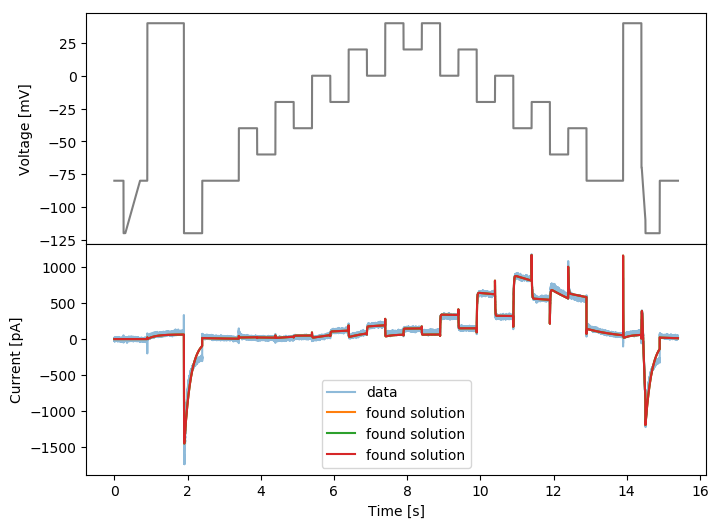 25
0
−25
−50
−75
−100
−125
Voltage [mV]
1000
500
0
−500
−1000
−1500
Current [pA]
data
found solution
found solution
found solution
0 2 4 6 8 10 12 14 16
Time [s]